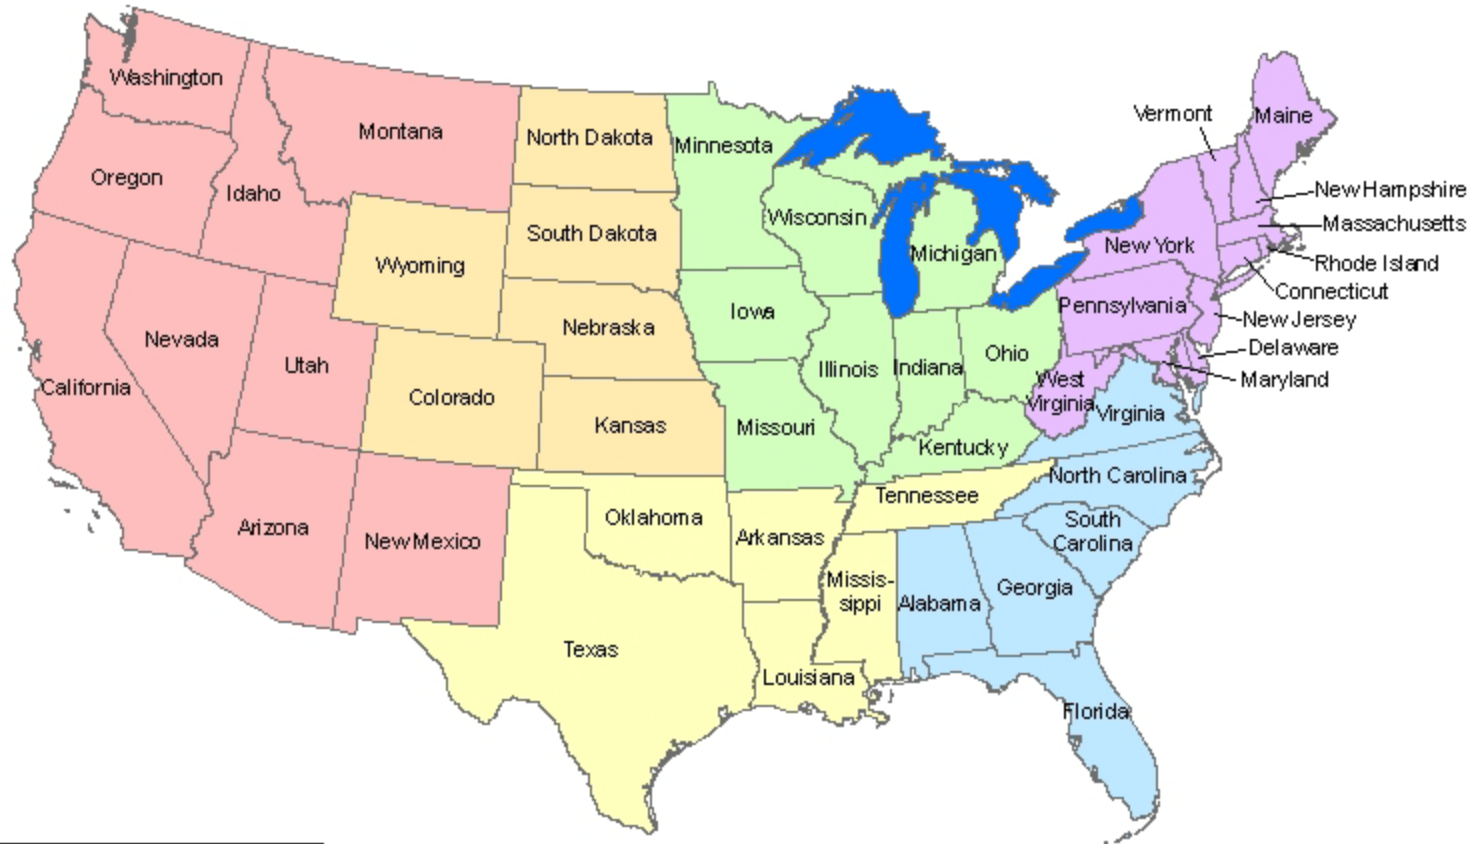 Washington
Montana
North Dakota
Minnesota
Vermont
Maine
Oregon
Idaho
Wisconsin
New Hampshire
Massachusetts
South Dakota
Wyoming
Michigan
New York
Rhode Island
Connecticut
Nevada
Nebraska
Iowa
Pennsylvania
New Jersey
Delaware
Maryland
California
Utah
Colorado
Illinois
Indiana
Ohio
West
Virginia
Virginia
Kansas
Missouri
Kentucky
North Carolina
Tennessee
Arizona
New Mexico
Oklahoma
Arkansas
South
Carolina
Missis-
sippi
Alabama
Georgia
Texas
Louisiana
Florida